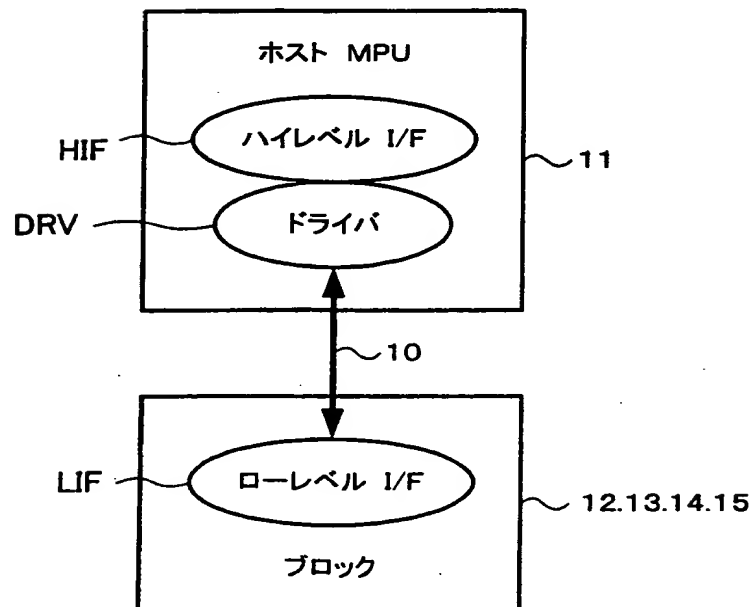 ホスト MPU
ハイレベル I/F
HIF
11
DRV
ドライバ
10
LIF
ローレベル I/F
12.13.14.15
ブロック